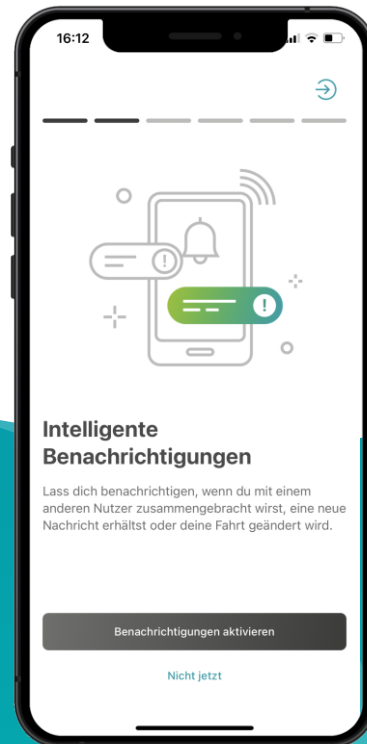 16:12
Intelligente
Benachrichtigungen
Lass dich benachrichtigen, wenn du mit einem
anderen Nutzer zusammengebracht wirst, eine neue
Nachricht erhältst oder deine Fahrt geändert wird.
Benachrichtigungen aktivieren
Nicht jetzt